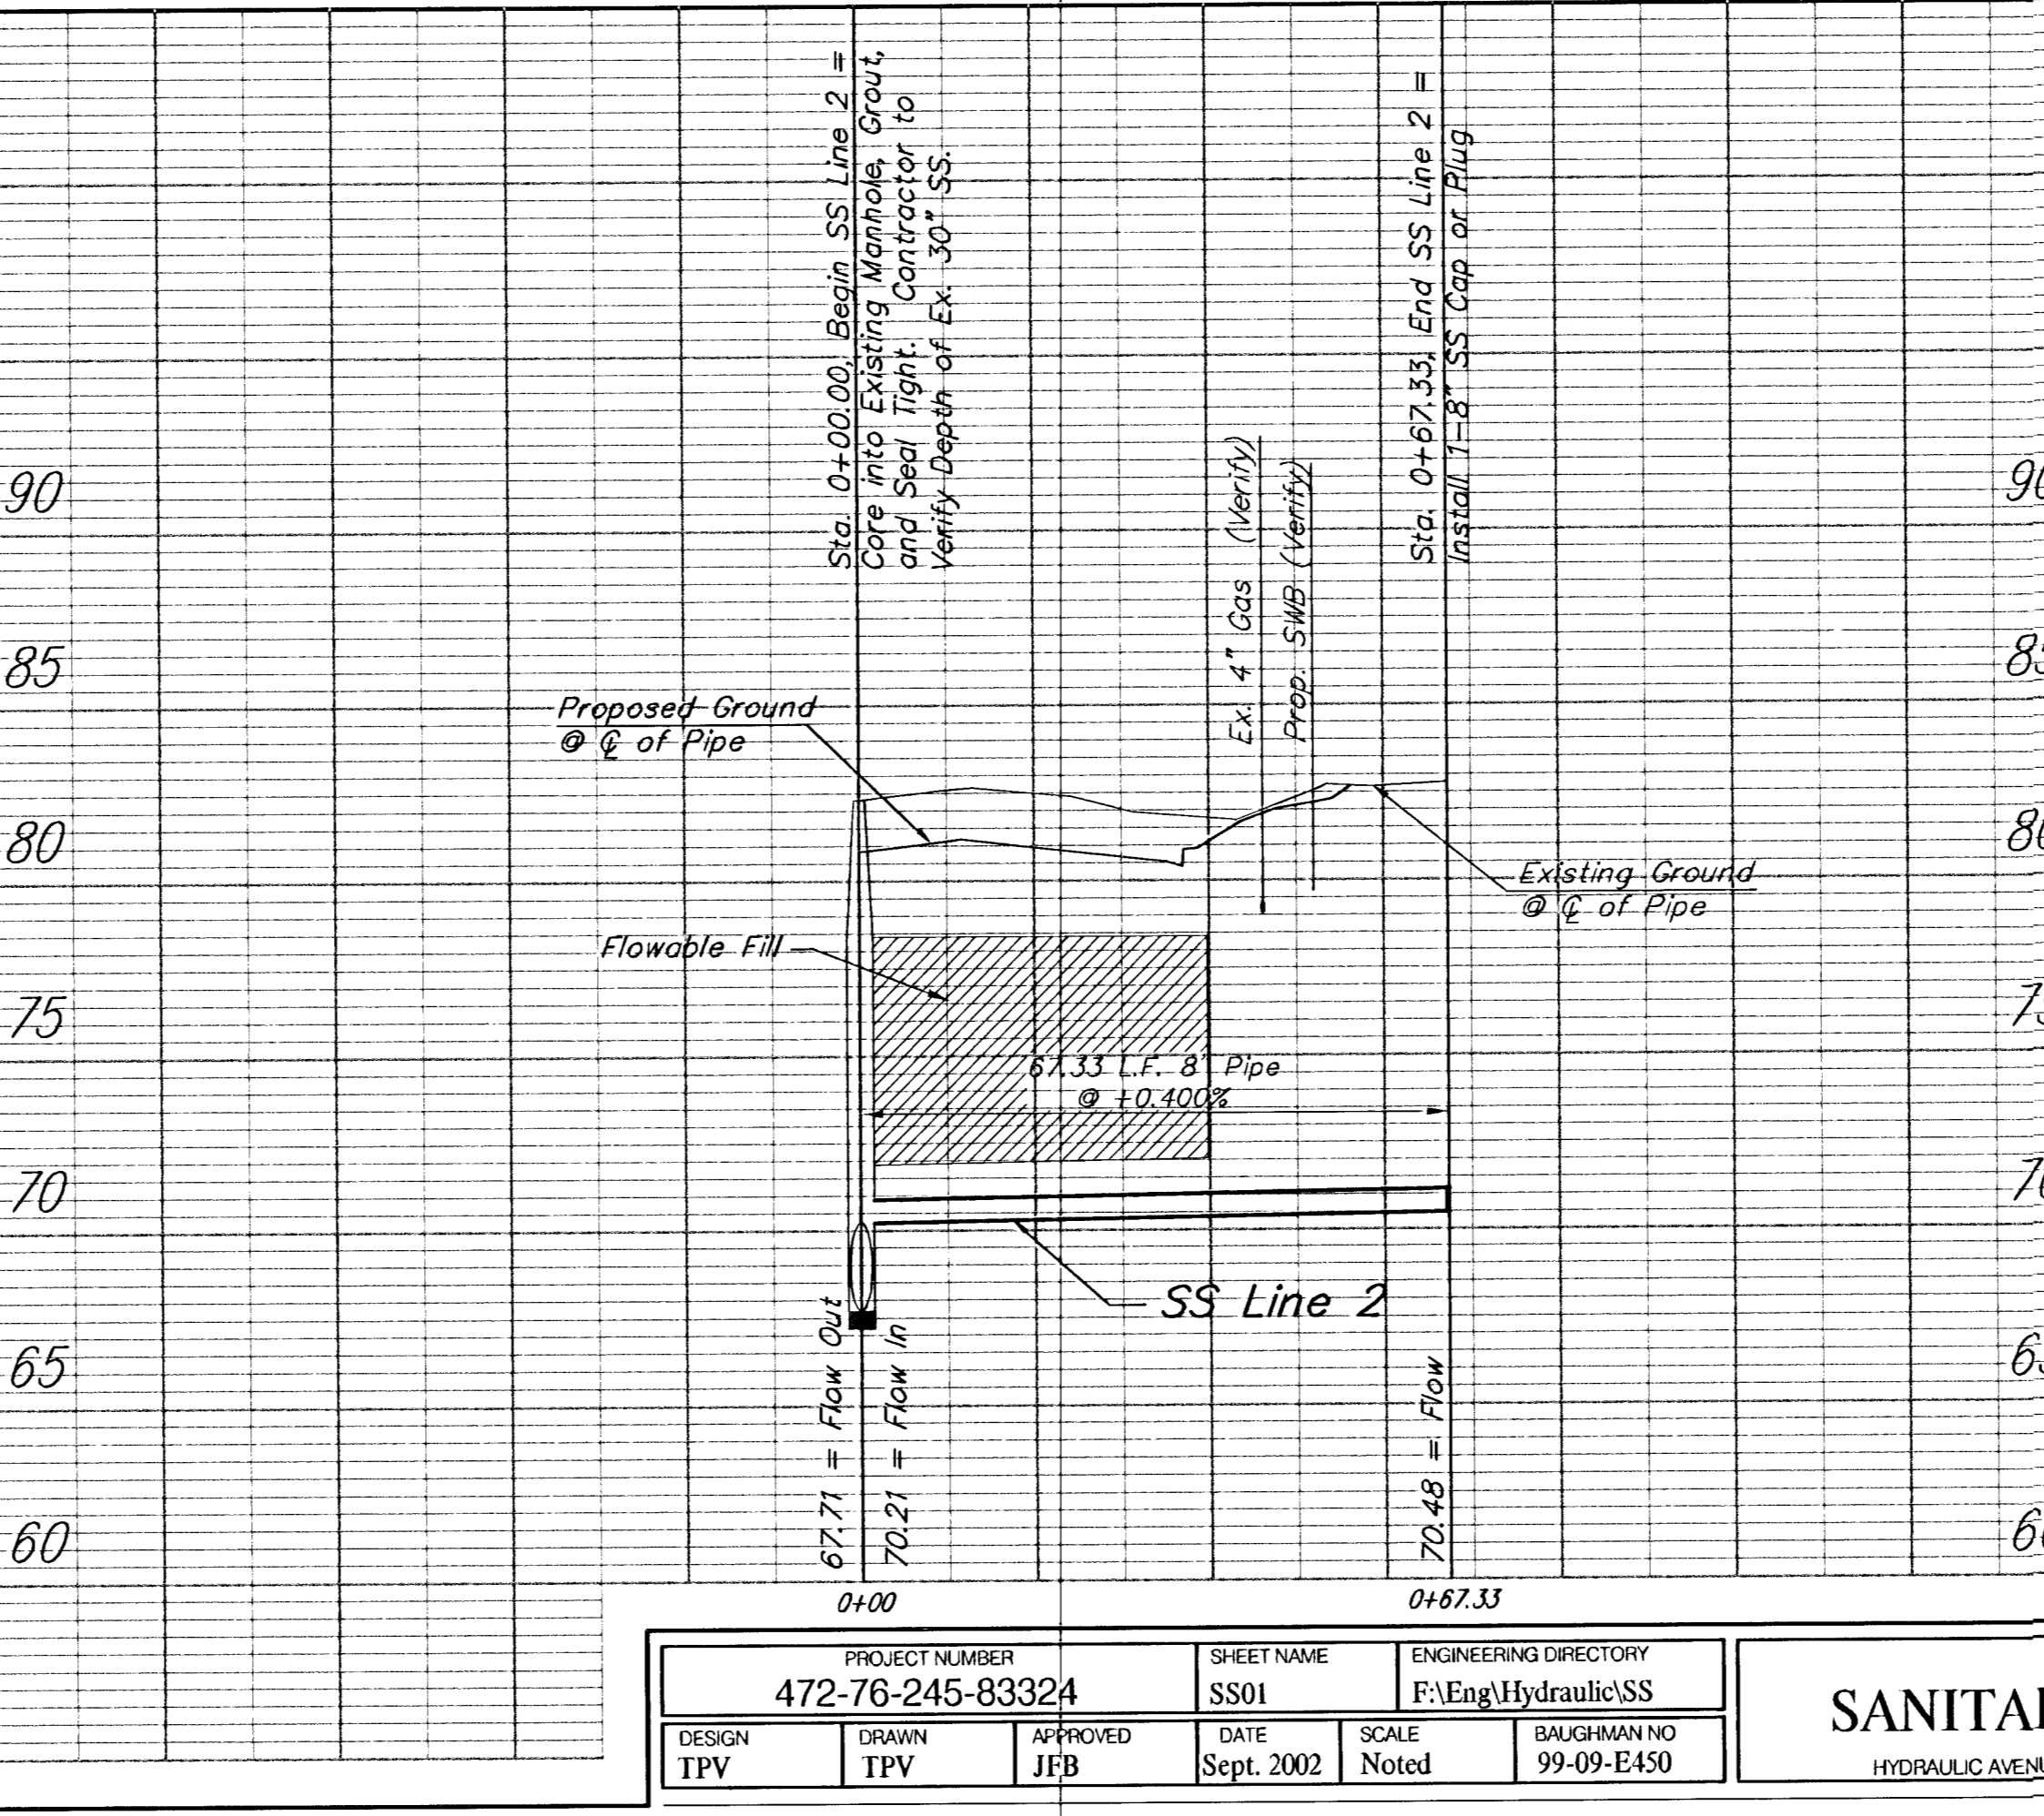 Sta. 0+00.00, Begin SS Line 2 =
Core into Existing Manhole, Grout,
and Seal Tight. Contractor to
Verify Depth of Ex. 30" SS.
Sta. 0+67.33, End SS Line 2 =
Install 1-8" SS Cap or Plug
Ex. 4" Gas (Verify)
Prop. SWB (Verify)
90
85
80
75
70
65
60
Proposed Ground
@ ℄ of Pipe
Existing Ground
@ ℄ of Pipe
Flowable Fill
67.33 L.F. 8" Pipe
@ +0.400%
SS Line 2
67.71 = Flow Out
70.21 = Flow In
70.48 = Flow
0+00
0+67.33
PROJECT NUMBER
472-76-245-83324
SHEET NAME
SS01
ENGINEERING DIRECTORY
F:\Eng\Hydraulic\SS
DESIGN
TPV
DRAWN
TPV
APPROVED
JFB
DATE
Sept. 2002
SCALE
Noted
BAUGHMAN NO
99-09-E450